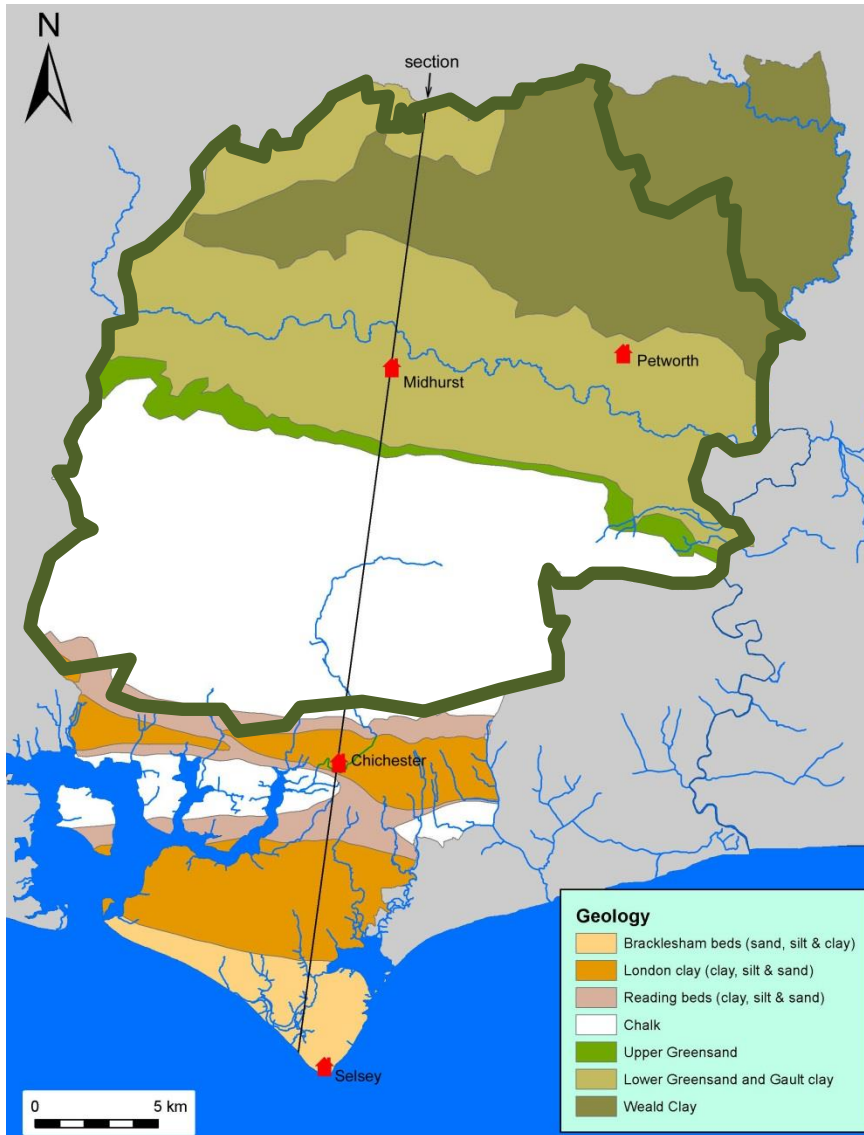 N
section
Petworth
Midhurst
Chichester
Selsey
Geology
Bracklesham beds (sand, silt & clay)
London clay (clay, silt & sand)
Reading beds (clay, silt & sand)
Chalk
Upper Greensand
Lower Greensand and Gault clay
Weald Clay
0 5 km